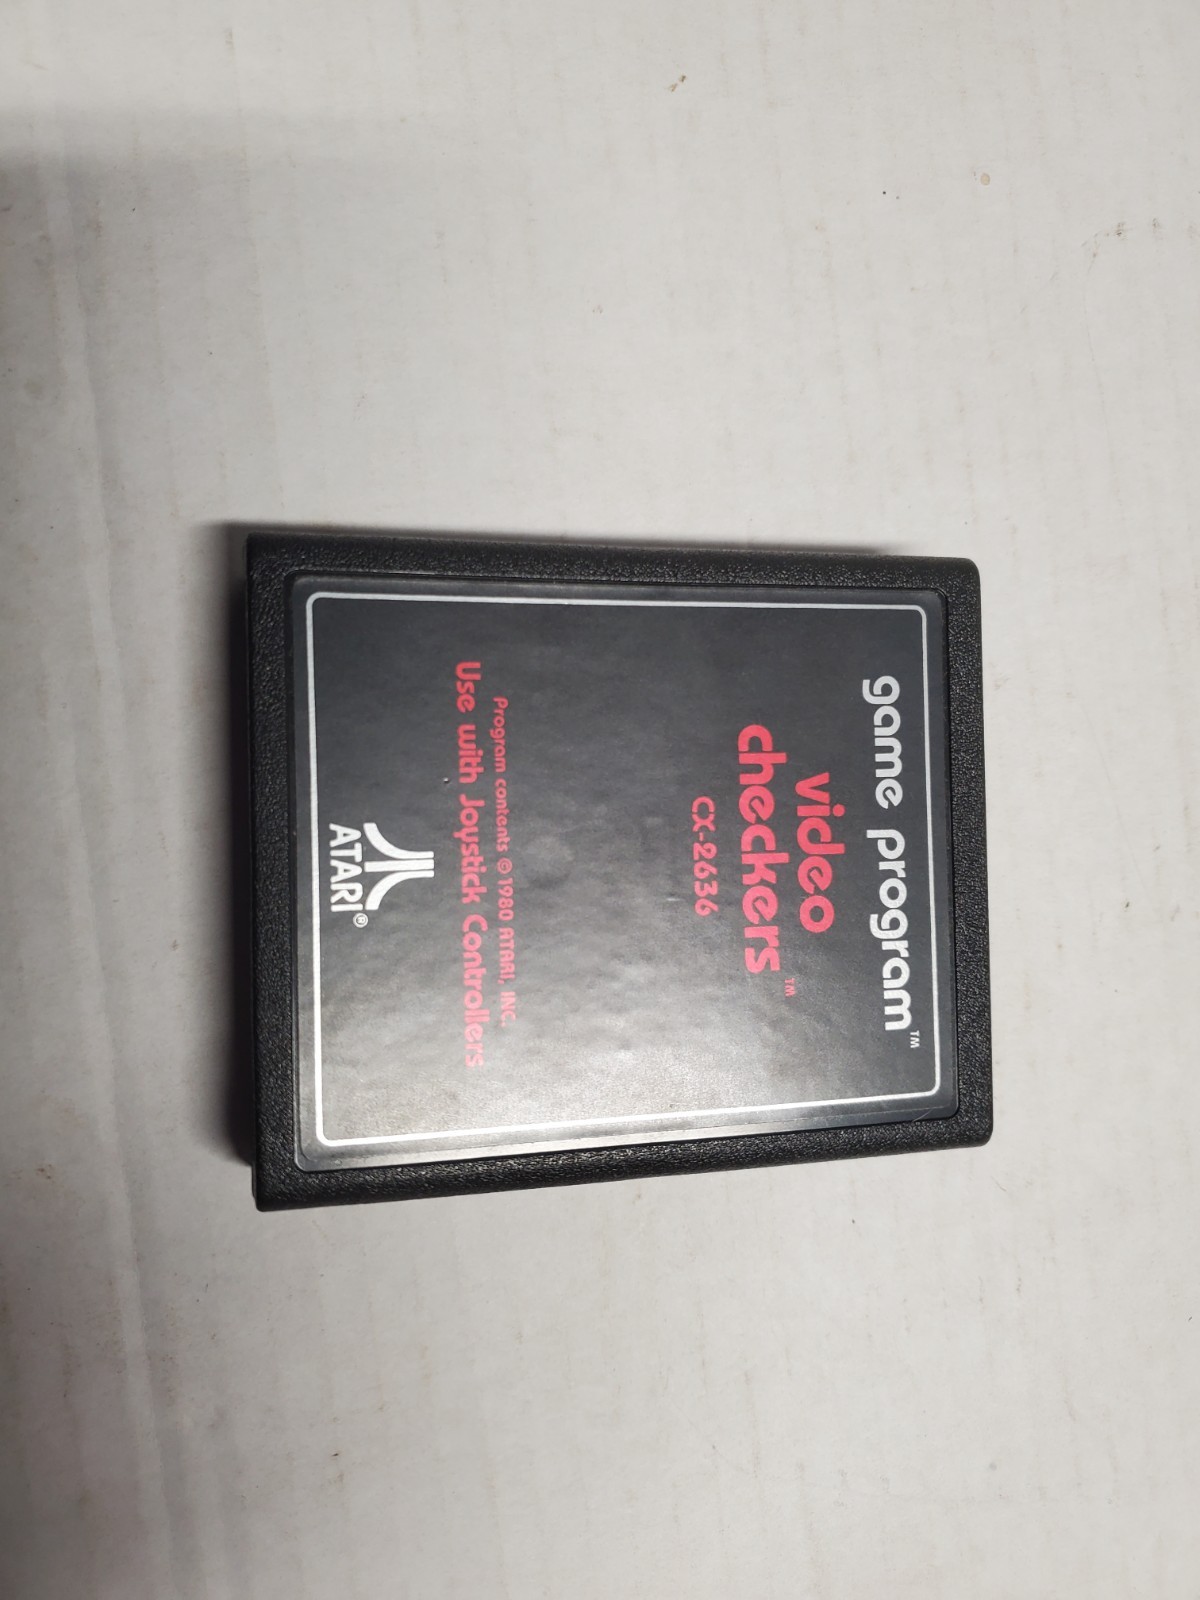 game program™
video
checkers™
CX-2636
Program contents © 1980 ATARI, INC.
Use with Joystick Controllers
ATARI®